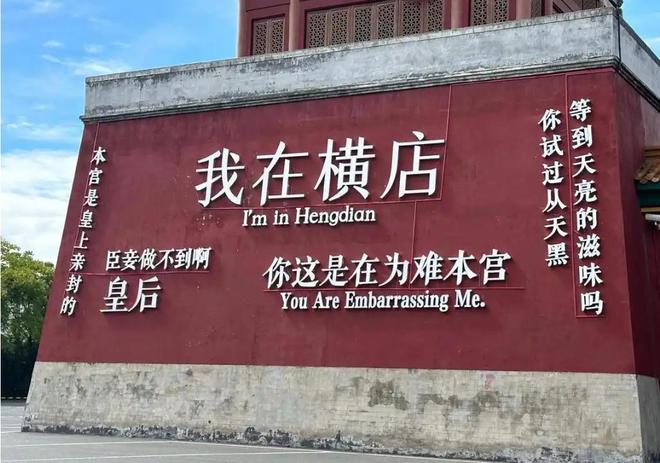 我在横店
I'm in Hengdian
本宫是皇上亲封的
皇后
臣妾做不到啊
你这是在为难本宫
You Are Embarrassing Me.
你试过从天黑
等到天亮的滋味吗